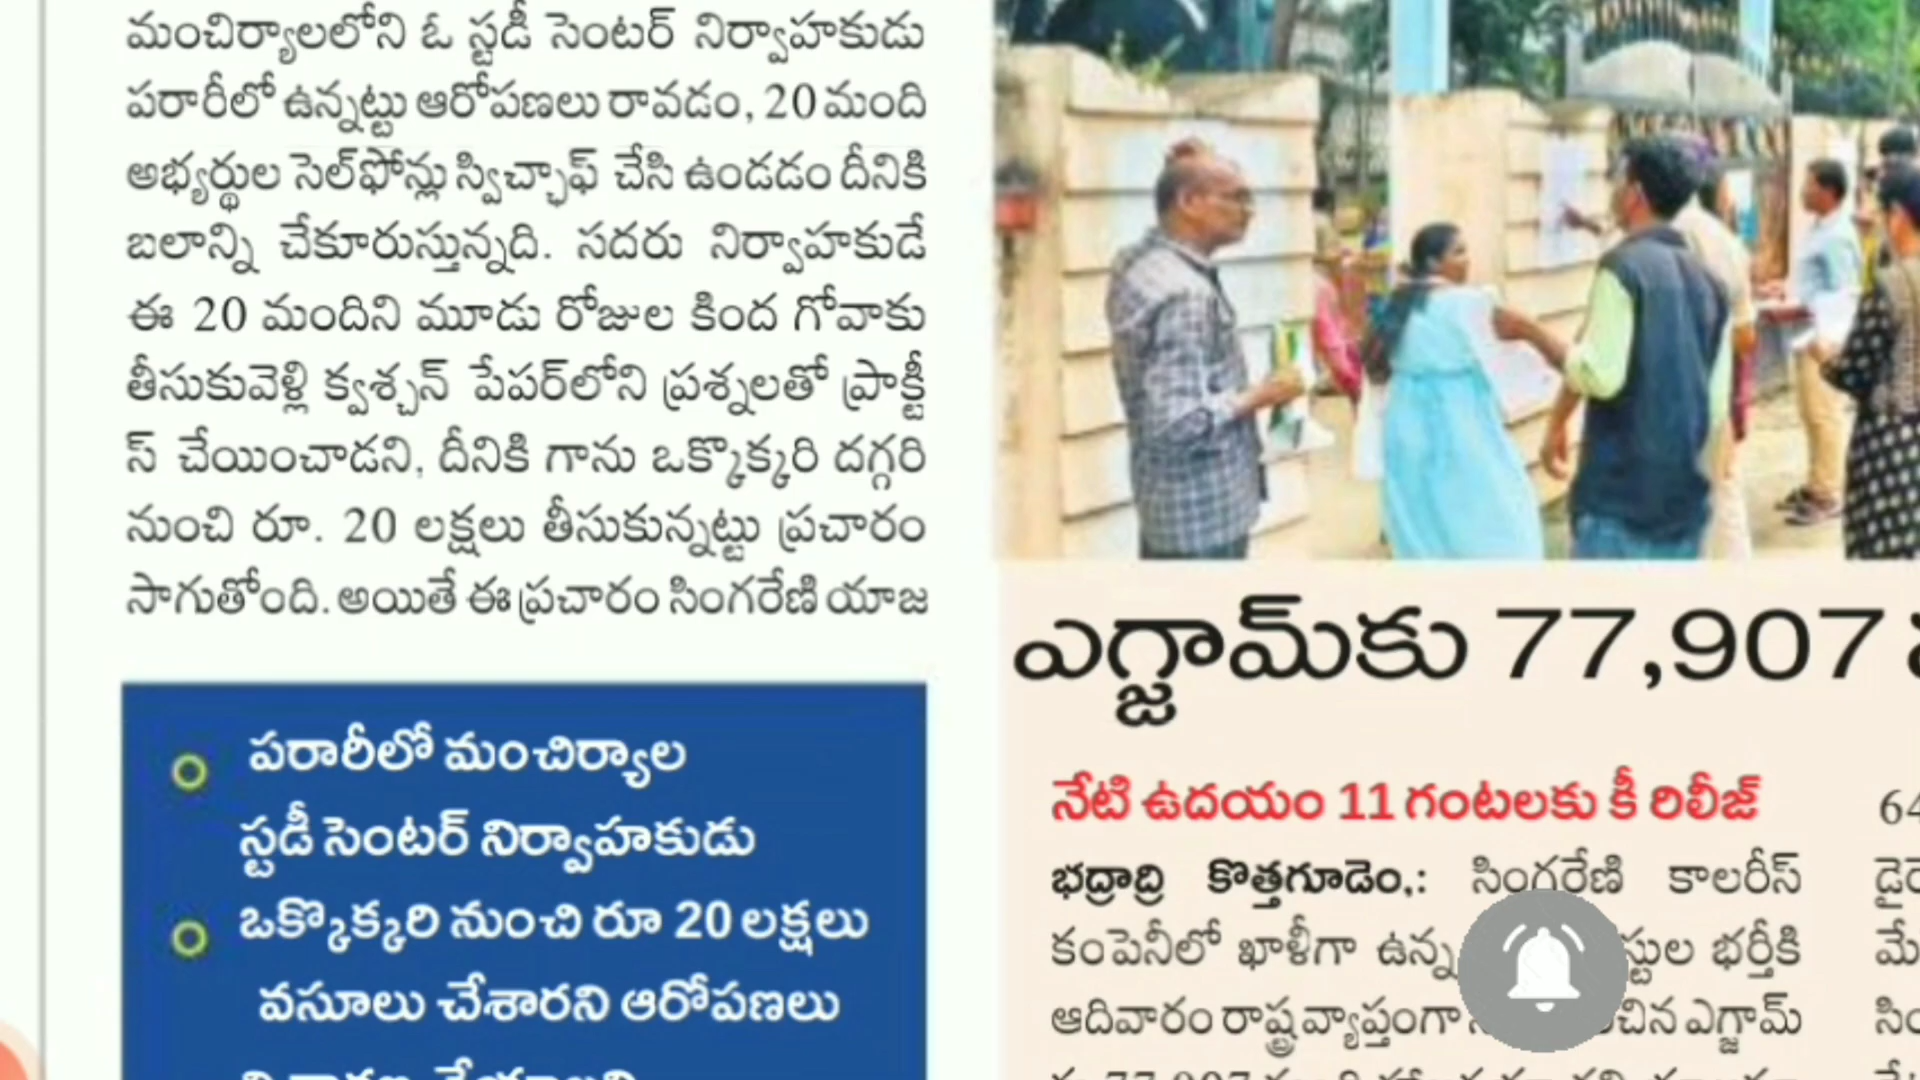 మంచిర్యాలలోని ఓ స్టడీ సెంటర్ నిర్వాహకుడు
పరారీలో ఉన్నట్టు ఆరోపణలు రావడం, 20 మంది
అభ్యర్థుల సెల్‌ఫోన్లు స్విచ్ఛాఫ్ చేసి ఉండడం దీనికి
బలాన్ని చేకూరుస్తున్నది. సదరు నిర్వాహకుడే
ఈ 20 మందిని మూడు రోజుల కింద గోవాకు
తీసుకువెళ్లి క్వశ్చన్ పేపర్‌లోని ప్రశ్నలతో ప్రాక్టీ
స్ చేయించాడని, దీనికి గాను ఒక్కొక్కరి దగ్గరి
నుంచి రూ. 20 లక్షలు తీసుకున్నట్టు ప్రచారం
సాగుతోంది. అయితే ఈ ప్రచారం సింగరేణి యాజ
పరారీలో మంచిర్యాల
స్టడీ సెంటర్ నిర్వాహకుడు
ఒక్కొక్కరి నుంచి రూ 20 లక్షలు
వసూలు చేశారని ఆరోపణలు
ఎగ్జామ్‌కు 77,907
నేటి ఉదయం 11 గంటలకు కీ రిలీజ్
భద్రాద్రి కొత్తగూడెం,: సింగరేణి కాలరీస్
కంపెనీలో ఖాళీగా ఉన్న స్టుల భర్తీకి
ఆదివారం రాష్ట్రవ్యాప్తంగా చిన ఎగ్జామ్
64